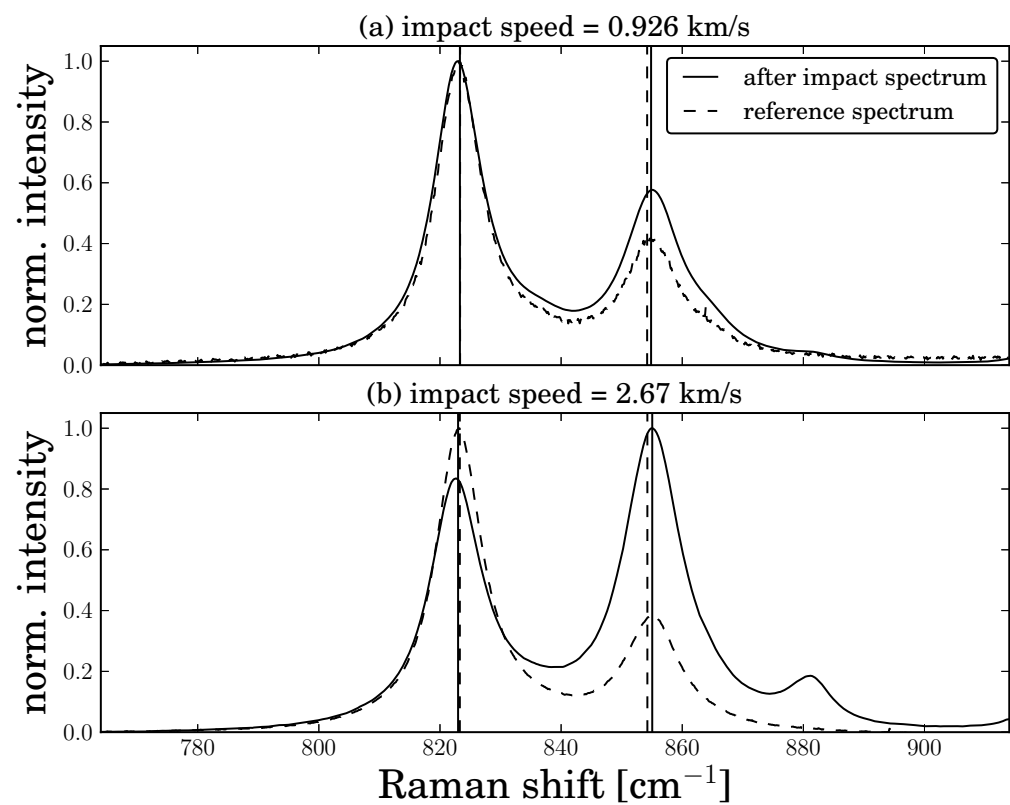 (a) impact speed = 0.926 km/s
norm. intensity
1.0
0.8
0.6
0.4
0.2
0.0
after impact spectrum
reference spectrum
(b) impact speed = 2.67 km/s
norm. intensity
1.0
0.8
0.6
0.4
0.2
0.0
780 800 820 840 860 880 900
Raman shift [cm⁻¹]